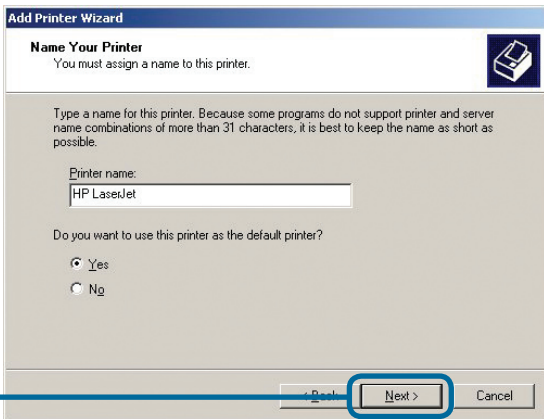 Add Printer Wizard
Name Your Printer
You must assign a name to this printer.
Type a name for this printer. Because some programs do not support printer and server
name combinations of more than 31 characters, it is best to keep the name as short as
possible.
Printer name:
HP LaserJet
Do you want to use this printer as the default printer?
Yes
No
< Back
Next >
Cancel